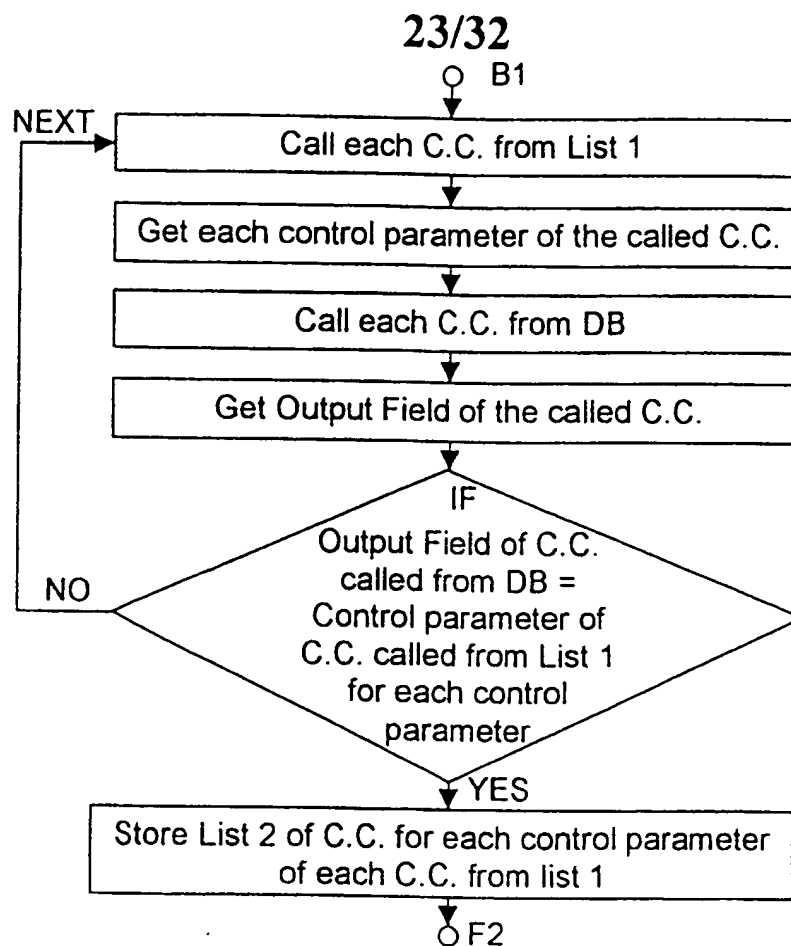 23/32
B1
NEXT
Call each C.C. from List 1
Get each control parameter of the called C.C.
Call each C.C. from DB
Get Output Field of the called C.C.
IF
Output Field of C.C.
called from DB =
Control parameter of
C.C. called from List 1
for each control
parameter
NO
YES
Store List 2 of C.C. for each control parameter
of each C.C. from list 1
F2